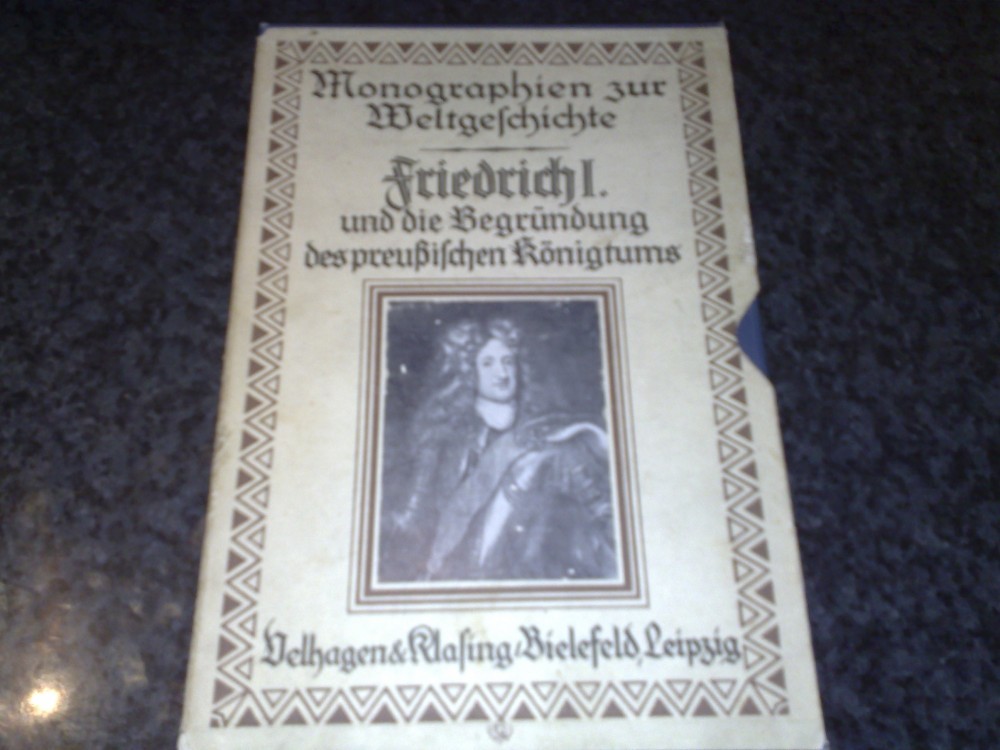 Monographien zur
Weltgeschichte
Friedrich I.
und die Begründung
des preußischen Königtums
Velhagen & Klasing / Bielefeld, Leipzig